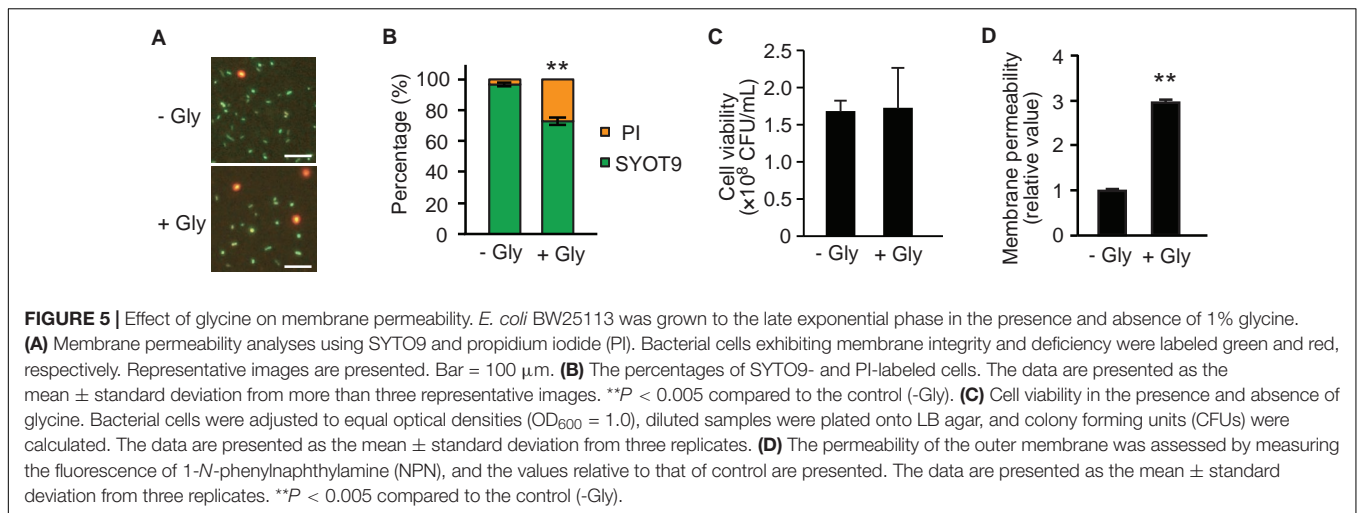 A
- Gly
+ Gly
B
**
100
80
60
40
20
0
Percentage (%)
- Gly + Gly
PI
SYOT9
C
2.5
2.0
1.5
1.0
0.5
0
Cell viability
(×10⁸ CFU/mL)
- Gly + Gly
D
**
4
3
2
1
0
Membrane permeability
(relative value)
- Gly + Gly
FIGURE 5 | Effect of glycine on membrane permeability. E. coli BW25113 was grown to the late exponential phase in the presence and absence of 1% glycine.
(A) Membrane permeability analyses using SYTO9 and propidium iodide (PI). Bacterial cells exhibiting membrane integrity and deficiency were labeled green and red,
respectively. Representative images are presented. Bar = 100 μm. (B) The percentages of SYTO9- and PI-labeled cells. The data are presented as the
mean ± standard deviation from more than three representative images. **P < 0.005 compared to the control (-Gly). (C) Cell viability in the presence and absence of
glycine. Bacterial cells were adjusted to equal optical densities (OD₆₀₀ = 1.0), diluted samples were plated onto LB agar, and colony forming units (CFUs) were
calculated. The data are presented as the mean ± standard deviation from three replicates. (D) The permeability of the outer membrane was assessed by measuring
the fluorescence of 1-N-phenylnaphthylamine (NPN), and the values relative to that of control are presented. The data are presented as the mean ± standard
deviation from three replicates. **P < 0.005 compared to the control (-Gly).